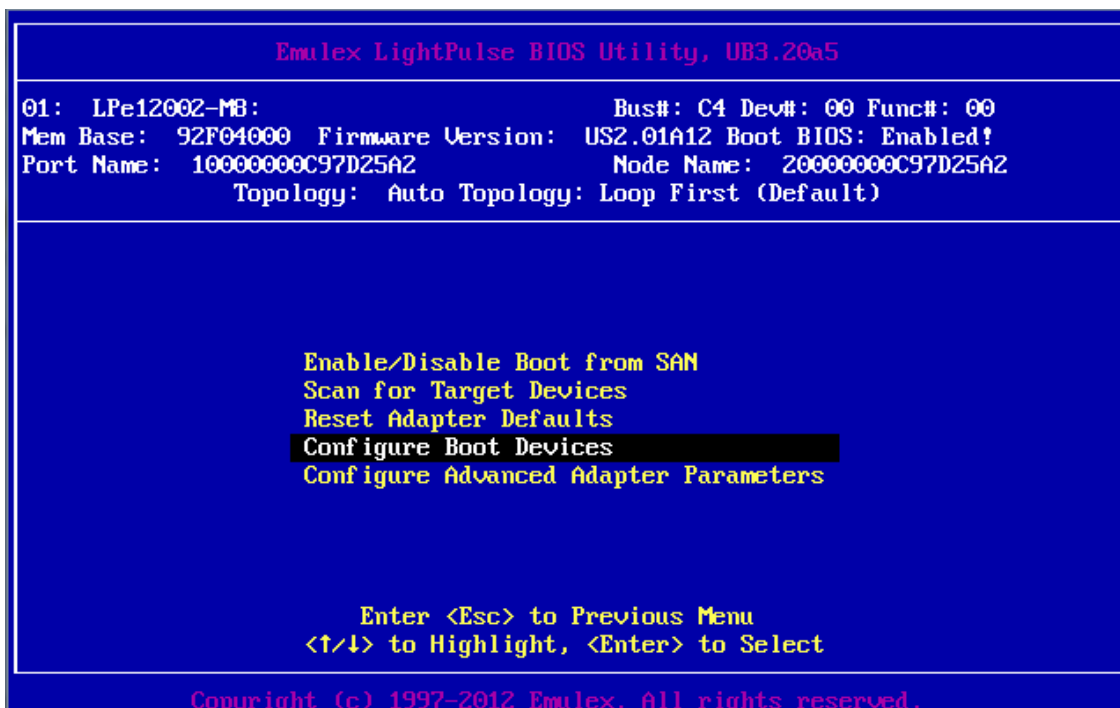 Emulex LightPulse BIOS Utility, UB3.20a5
01: LPe12002-M8: Bus#: C4 Dev#: 00 Func#: 00
Mem Base: 92F04000 Firmware Version: US2.01A12 Boot BIOS: Enabled!
Port Name: 10000000C97D25A2 Node Name: 20000000C97D25A2
Topology: Auto Topology: Loop First (Default)
Enable/Disable Boot from SAN
Scan for Target Devices
Reset Adapter Defaults
Configure Boot Devices
Configure Advanced Adapter Parameters
Enter <Esc> to Previous Menu
<↑/↓> to Highlight, <Enter> to Select
Copyright (c) 1997-2012 Emulex. All rights reserved.